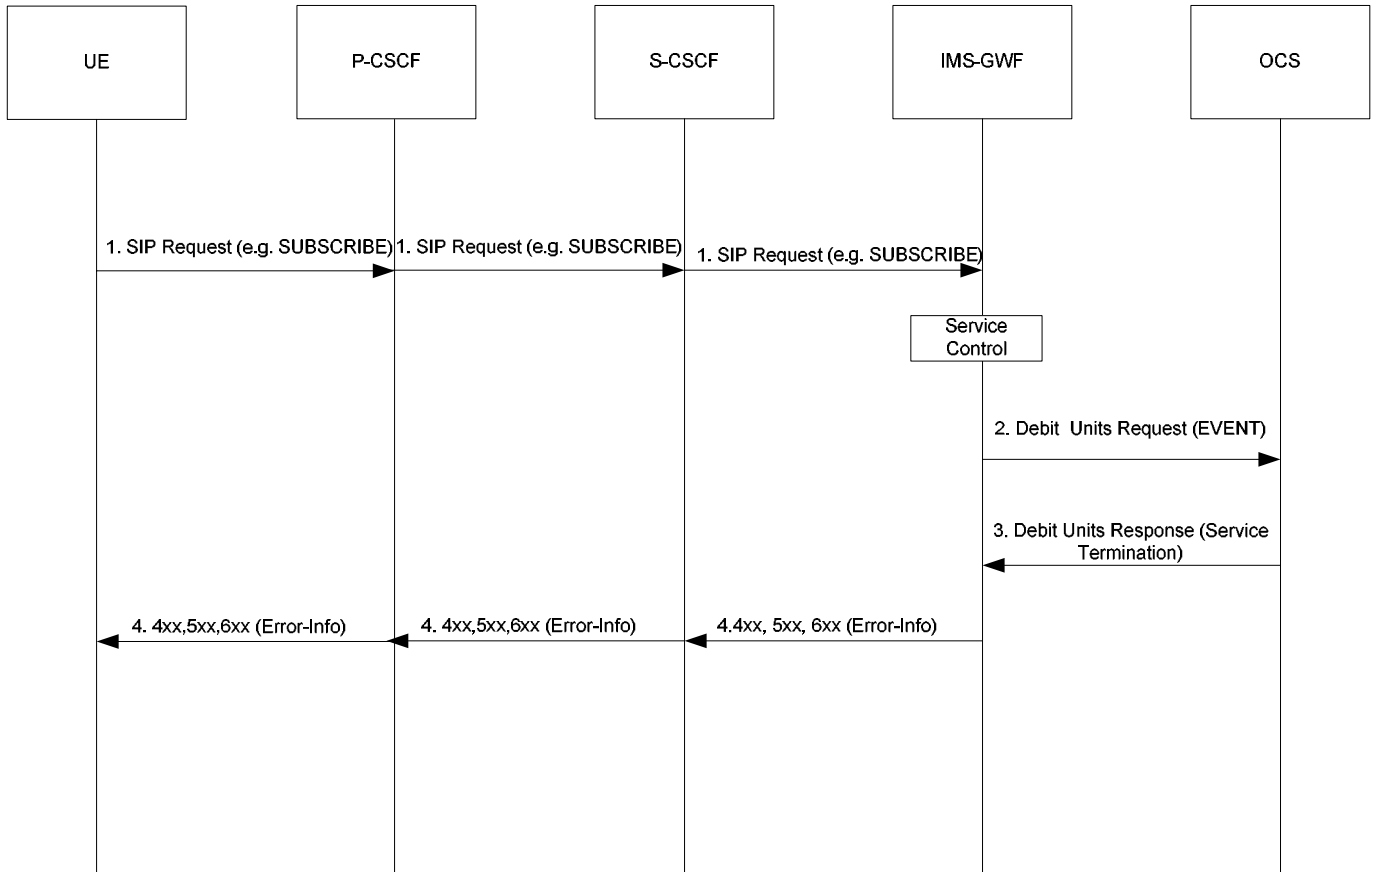 UE
P-CSCF
S-CSCF
IMS-GWF
OCS
1. SIP Request (e.g. SUBSCRIBE)
1. SIP Request (e.g. SUBSCRIBE)
1. SIP Request (e.g. SUBSCRIBE)
Service
Control
2. Debit  Units Request (EVENT)
3. Debit Units Response (Service
Termination)
4. 4xx,5xx,6xx (Error-Info)
4. 4xx,5xx,6xx (Error-Info)
4.4xx, 5xx, 6xx (Error-Info)